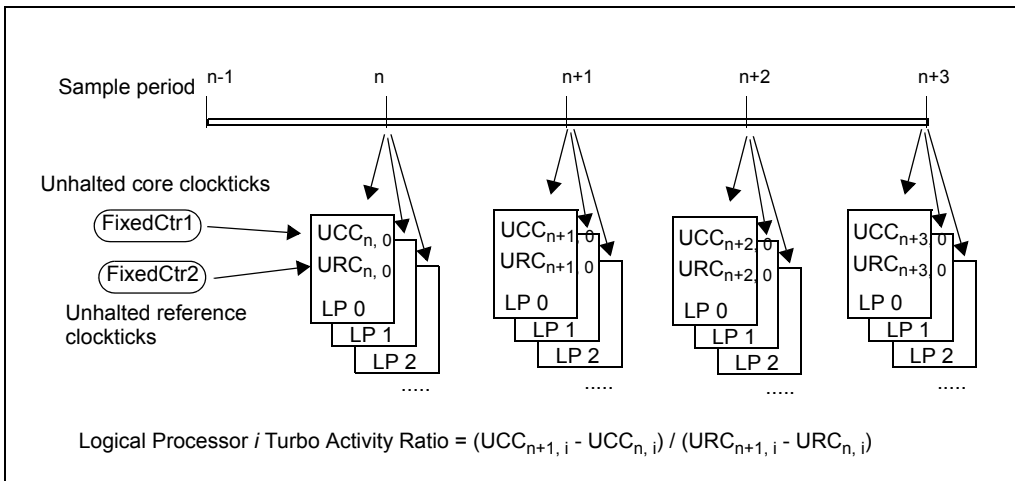 Sample period
n-1 n n+1 n+2 n+3
Unhalted core clockticks
FixedCtr1
FixedCtr2
Unhalted reference
clockticks
UCCn, 0
URCn, 0
LP 0
LP 1
LP 2
.....
UCCn+1, 0
URCn+1, 0
LP 0
LP 1
LP 2
.....
UCCn+2, 0
URCn+2, 0
LP 0
LP 1
LP 2
.....
UCCn+3, 0
URCn+3, 0
LP 0
LP 1
LP 2
.....
Logical Processor i Turbo Activity Ratio = (UCCn+1, i - UCCn, i) / (URCn+1, i - URCn, i)